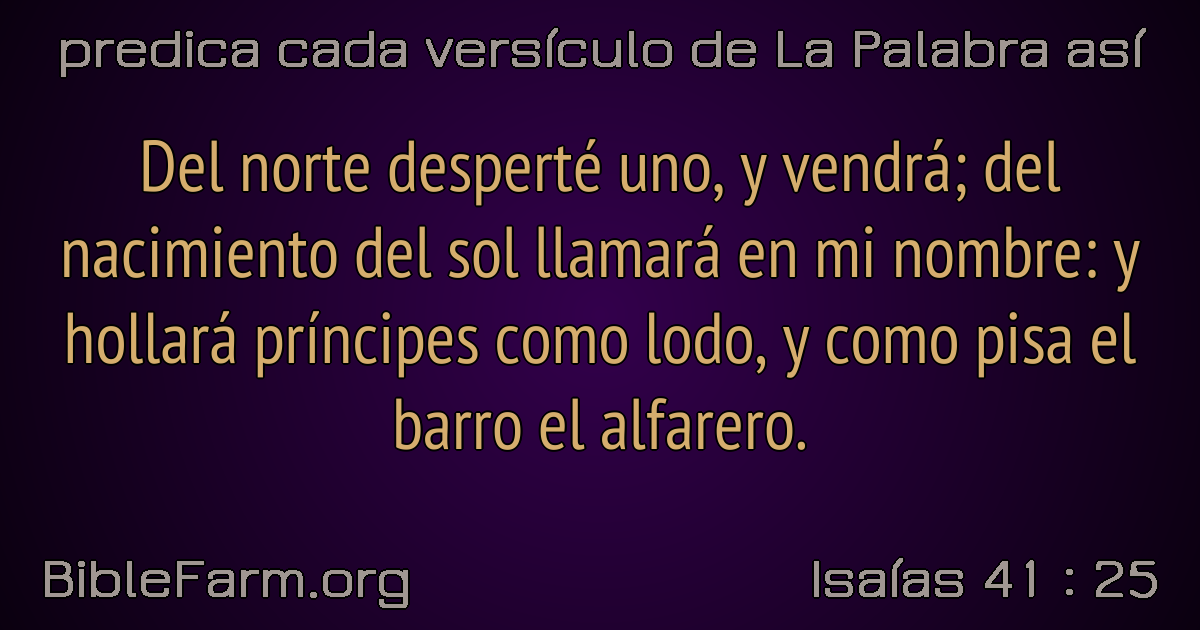 predica cada versículo de La Palabra así
Del norte desperté uno, y vendrá; del
nacimiento del sol llamará en mi nombre: y
hollará príncipes como lodo, y como pisa el
barro el alfarero.
BibleFarm.org
Isaías 41 : 25